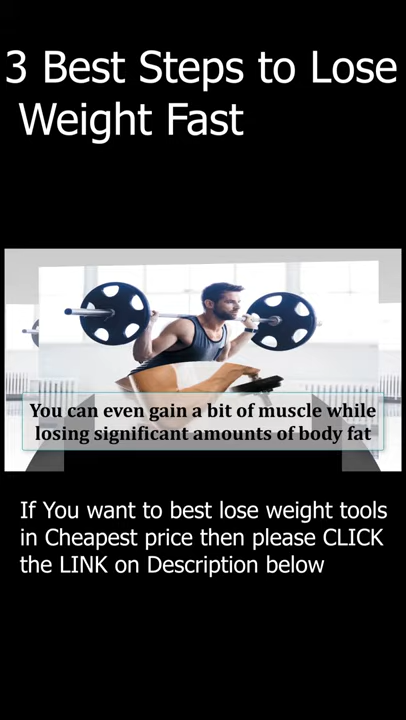 3 Best Steps to Lose
Weight Fast
You can even gain a bit of muscle while
losing significant amounts of body fat
If You want to best lose weight tools
in Cheapest price then please CLICK
the LINK on Description below